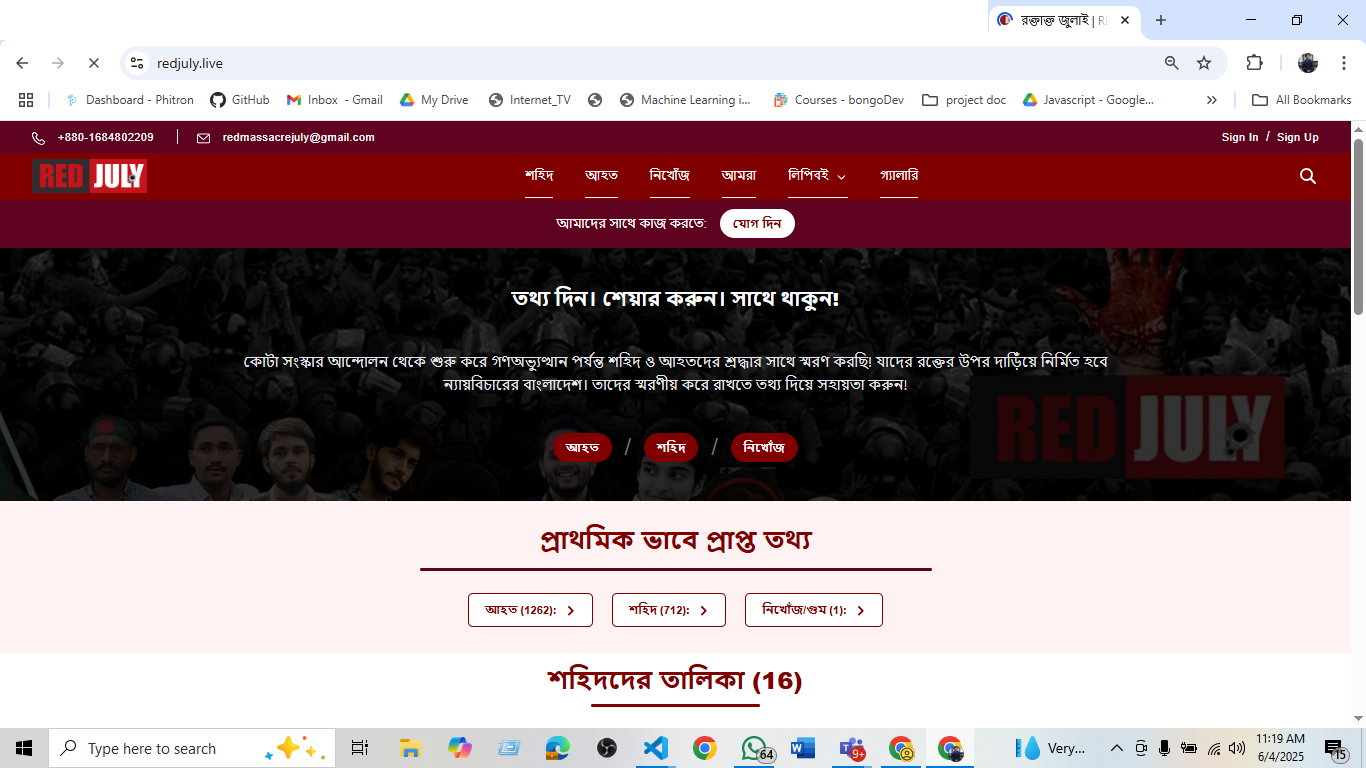 রক্তাক্ত জুলাই | RE
redjuly.live
Dashboard - Phitron
GitHub
Inbox - Gmail
My Drive
Internet_TV
Machine Learning i...
Courses - bongoDev
project doc
Javascript - Google...
All Bookmarks
+880-1684802209
redmassacrejuly@gmail.com
Sign In / Sign Up
RED JULY
শহিদ
আহত
নিখোঁজ
আমরা
লিপিবই
গ্যালারি
আমাদের সাথে কাজ করতে: যোগ দিন
তথ্য দিন। শেয়ার করুন। সাথে থাকুন!
কোটা সংস্কার আন্দোলন থেকে শুরু করে গণঅভ্যুত্থান পর্যন্ত শহিদ ও আহতদের শ্রদ্ধার সাথে স্মরণ করছি! যাদের রক্তের উপর দাড়িঁয়ে নির্মিত হবে
ন্যায়বিচারের বাংলাদেশ। তাদের স্মরণীয় করে রাখতে তথ্য দিয়ে সহায়তা করুন!
RED JULY
আহত / শহিদ / নিখোঁজ
প্রাথমিক ভাবে প্রাপ্ত তথ্য
আহত (1262):
শহিদ (712):
নিখোঁজ/গুম (1):
শহিদদের তালিকা (16)
Type here to search
64
9+
Very...
11:19 AM
6/4/2025
15